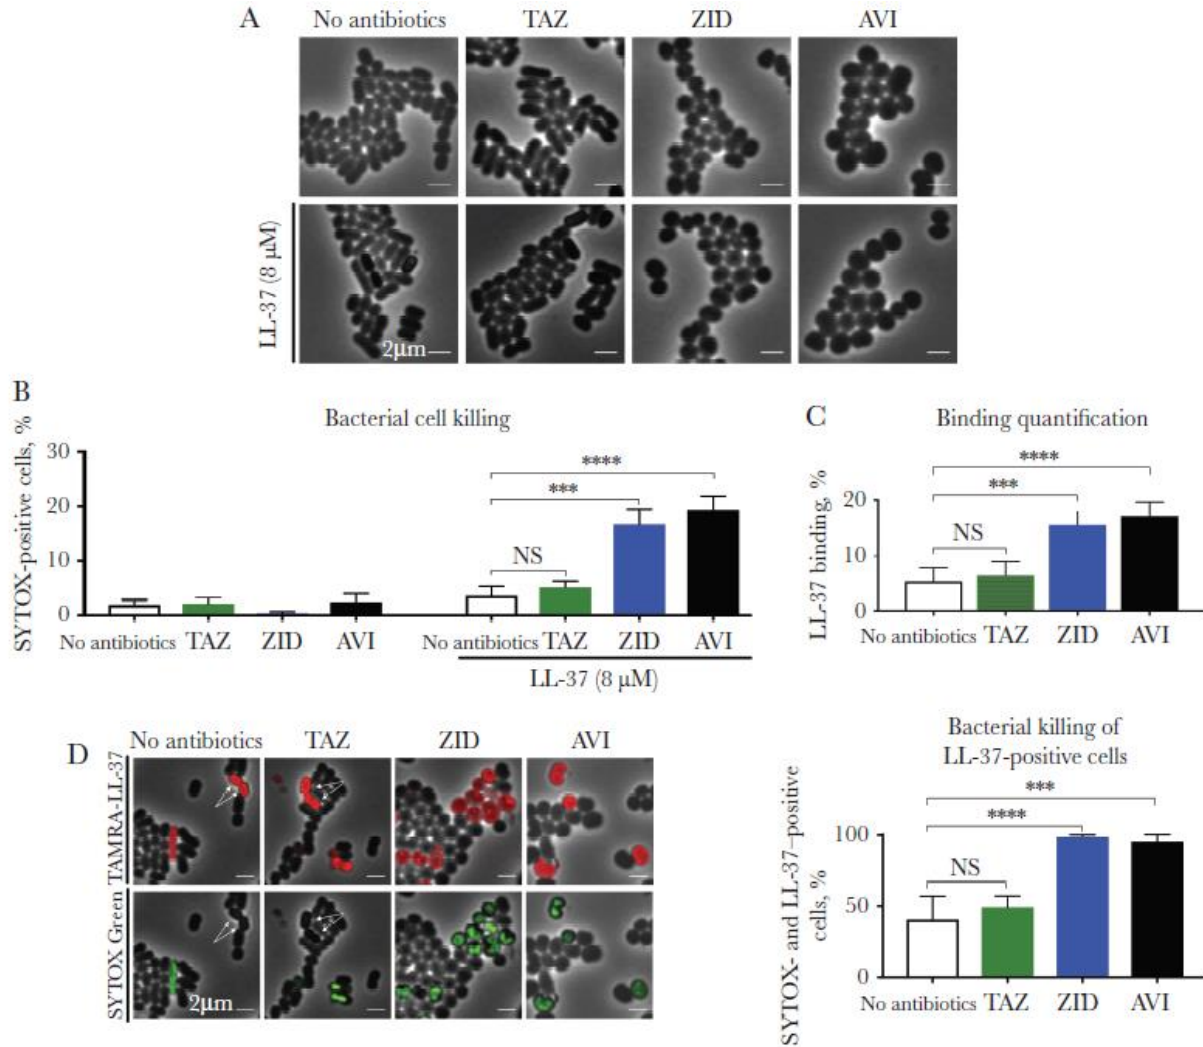 A
No antibiotics TAZ ZID AVI
LL-37 (8 µM)
2µm
B
Bacterial cell killing
SYTOX-positive cells, %
30
20
10
0
****
***
NS
No antibiotics TAZ ZID AVI No antibiotics TAZ ZID AVI
LL-37 (8 µM)
C
Binding quantification
LL-37 binding, %
20
10
0
****
***
NS
No antibiotics TAZ ZID AVI
D
No antibiotics TAZ ZID AVI
TAMRA-LL-37
SYTOX Green
2µm
Bacterial killing of
LL-37-positive cells
SYTOX- and LL-37–positive
cells, %
100
50
0
***
****
NS
No antibiotics TAZ ZID AVI